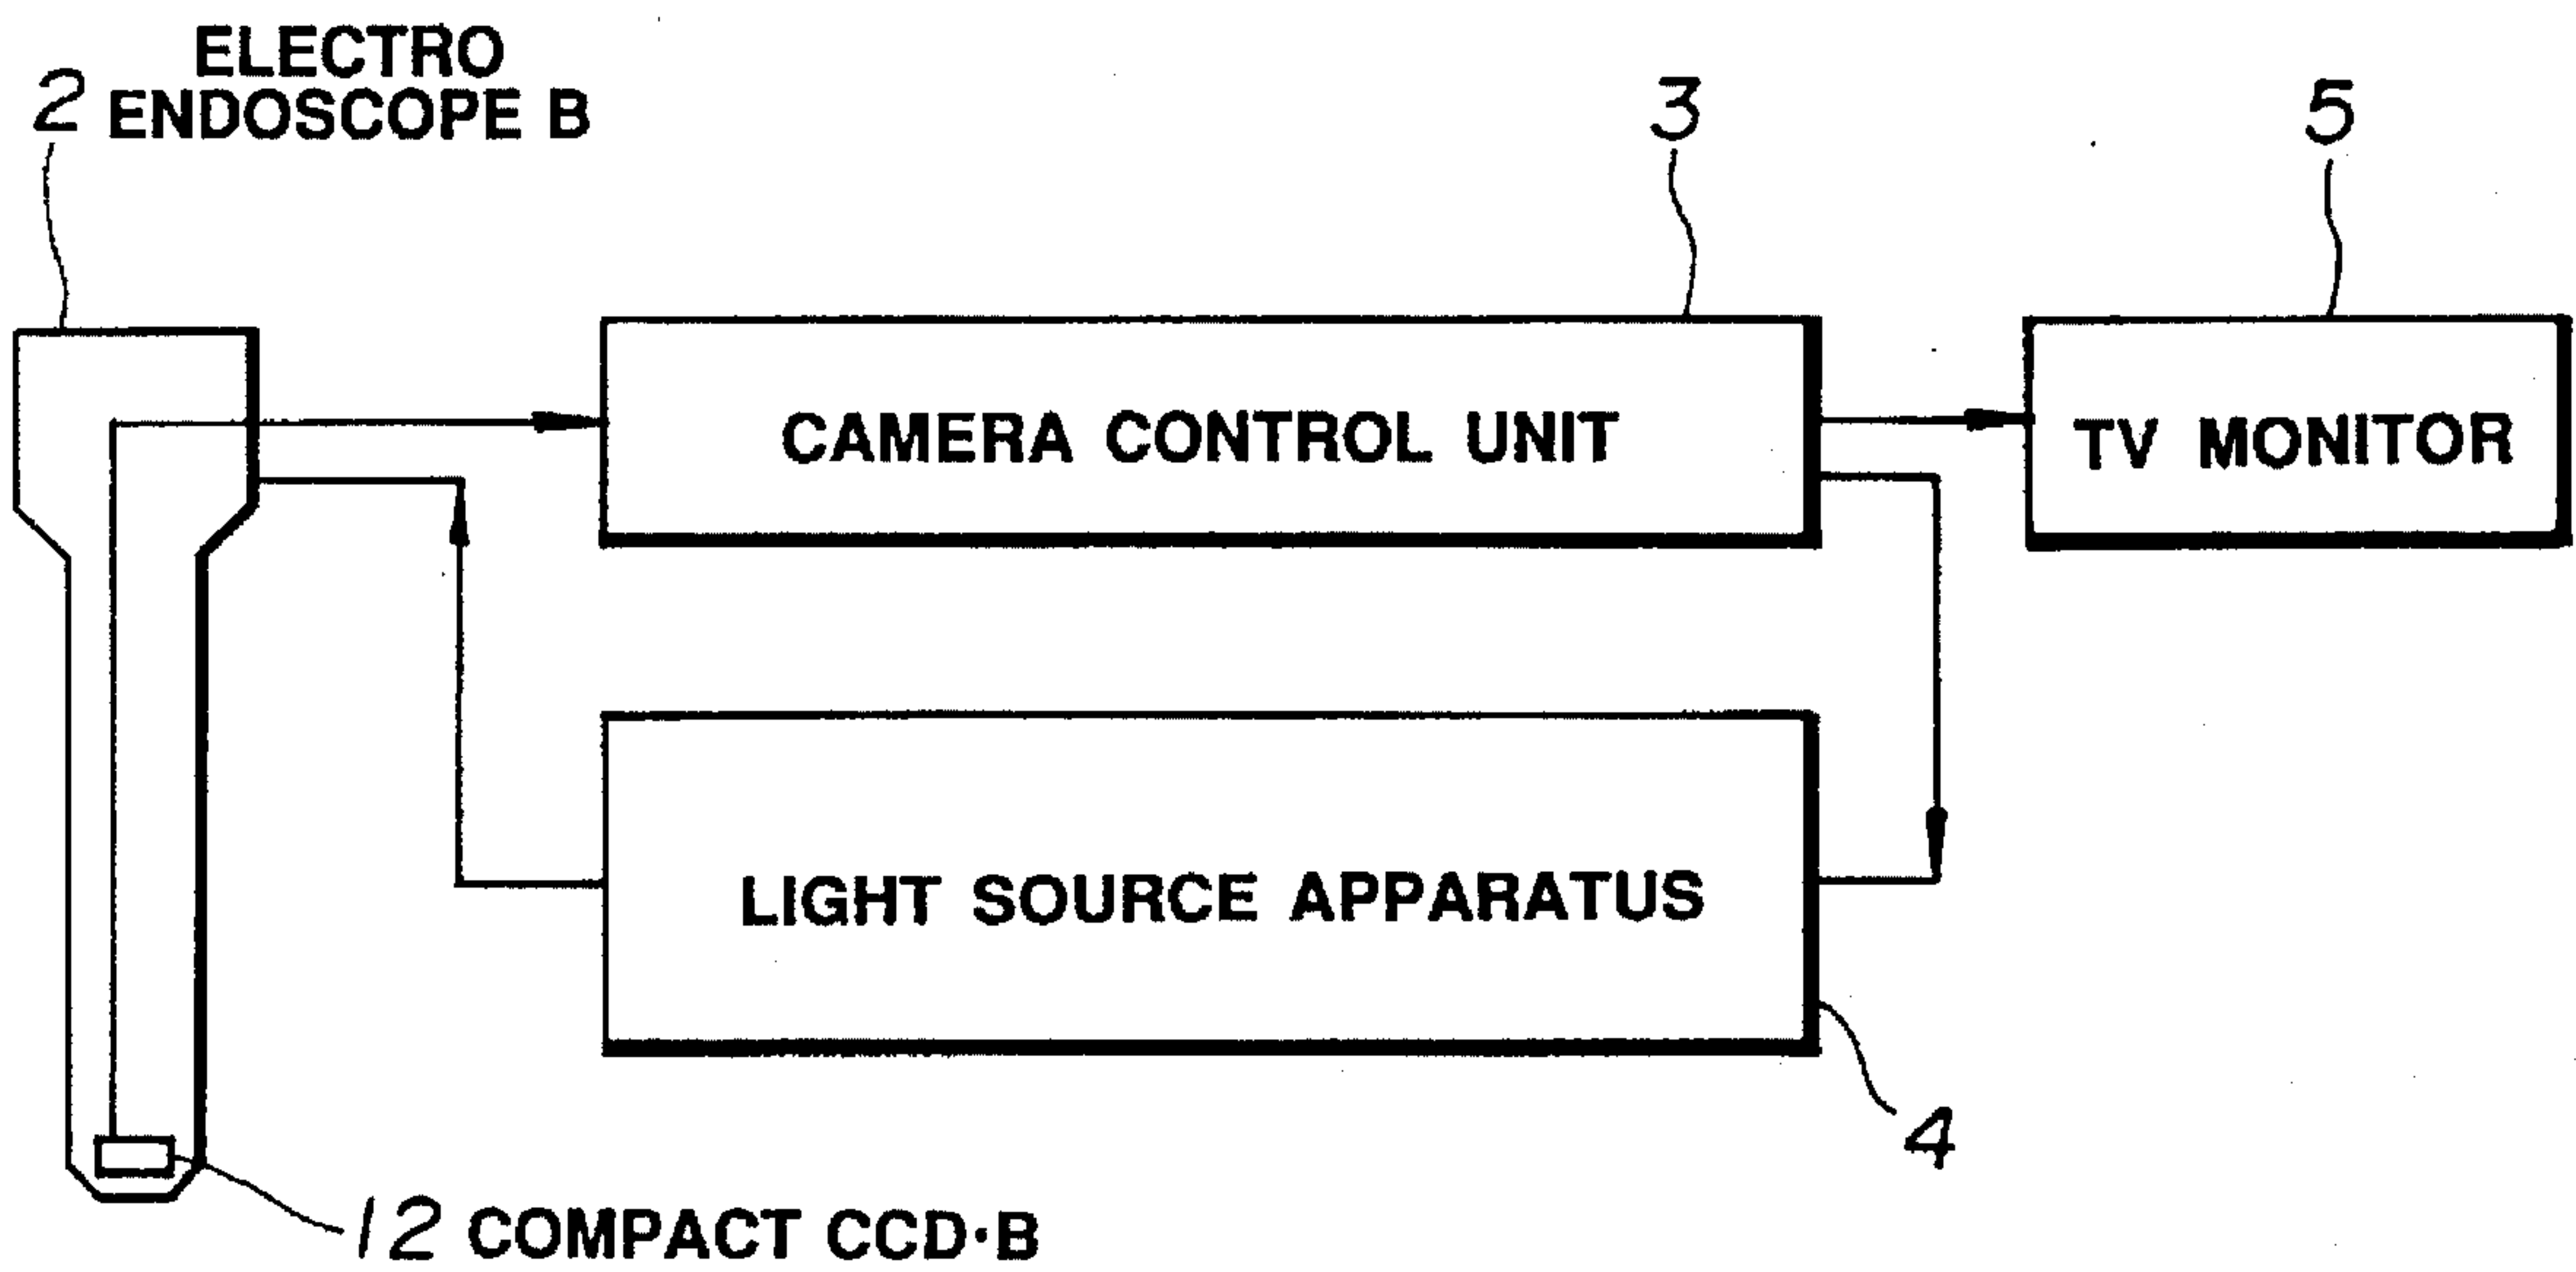 ELECTRO
2 ENDOSCOPE B
3
5
CAMERA CONTROL UNIT
TV MONITOR
LIGHT SOURCE APPARATUS
4
12 COMPACT CCD·B